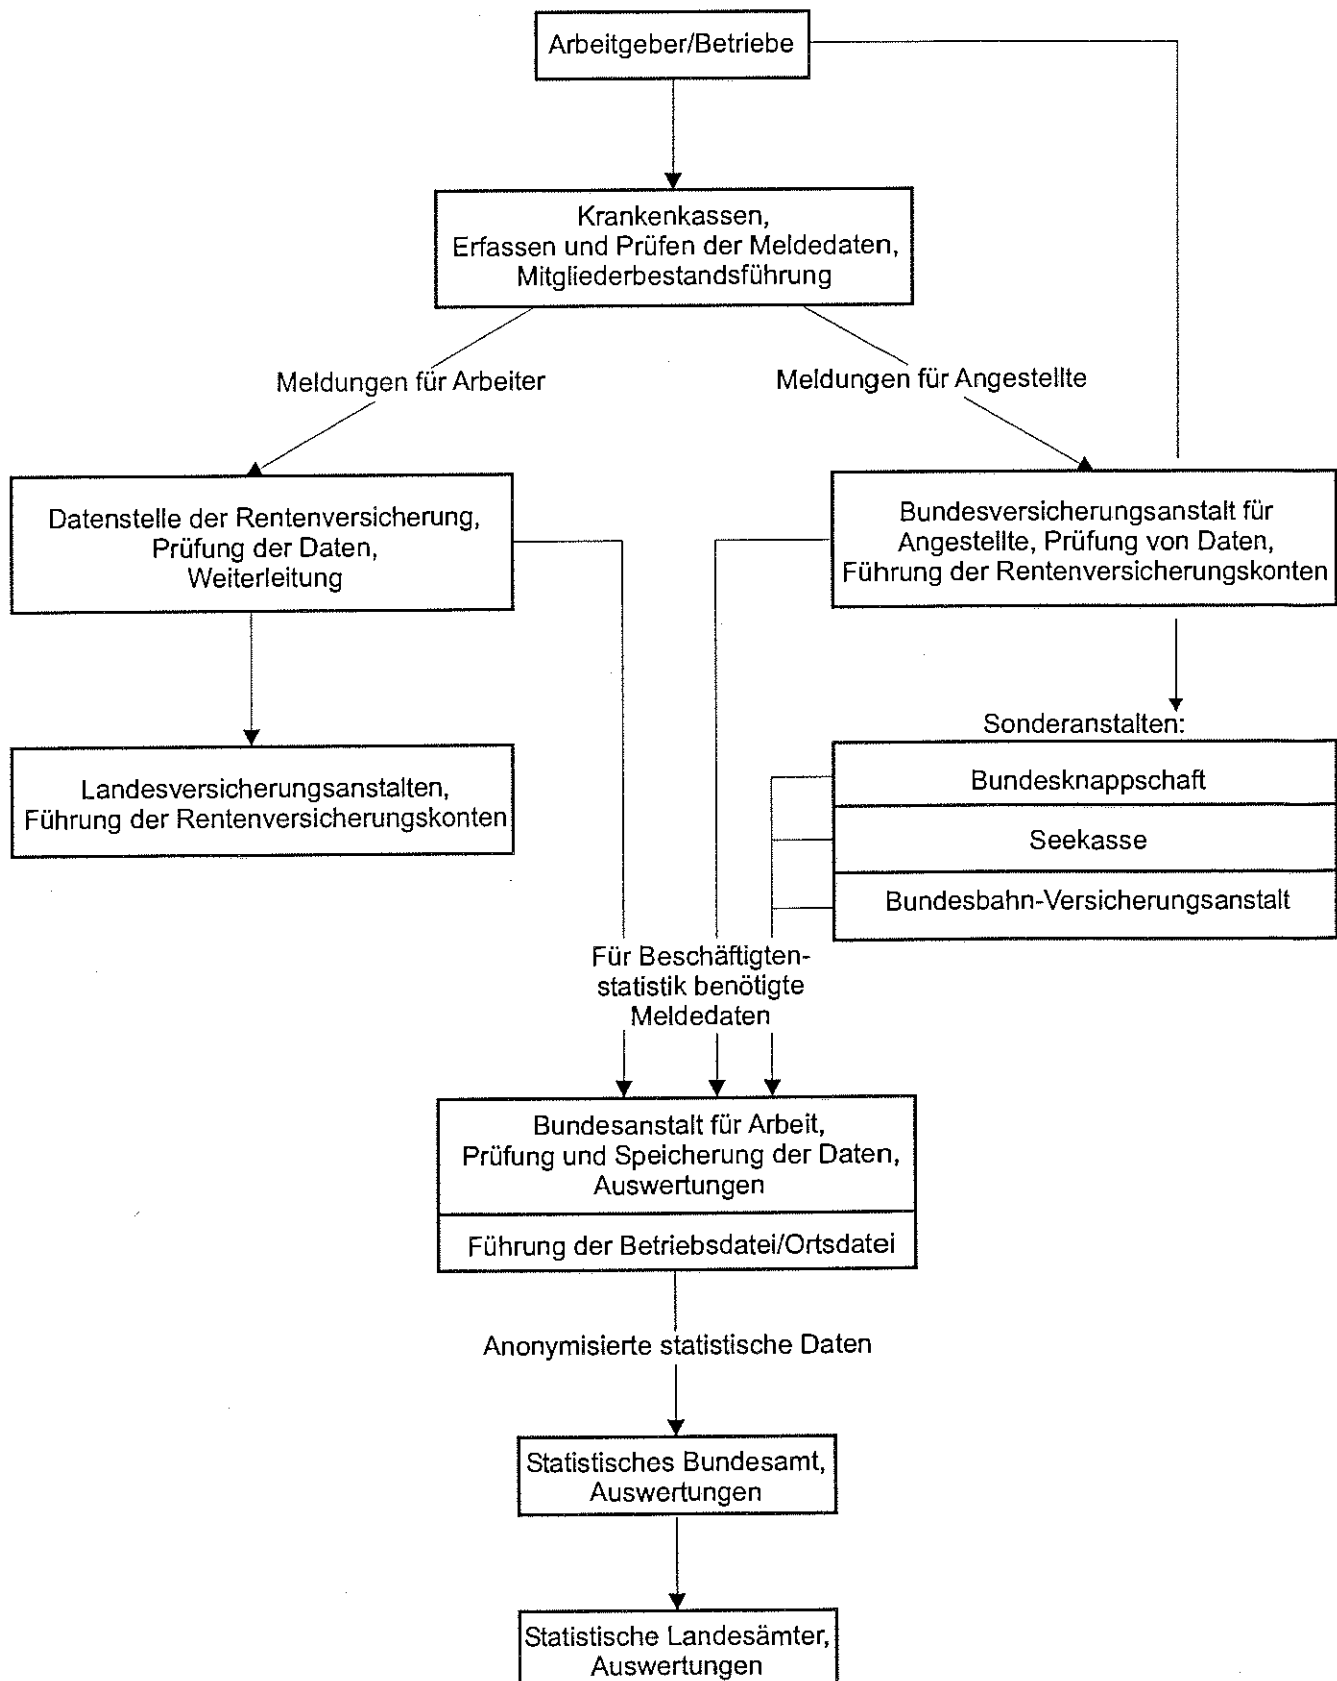 Arbeitgeber/Betriebe
Krankenkassen,
Erfassen und Prüfen der Meldedaten,
Mitgliederbestandsführung
Meldungen für Arbeiter
Meldungen für Angestellte
Datenstelle der Rentenversicherung,
Prüfung der Daten,
Weiterleitung
Bundesversicherungsanstalt für
Angestellte, Prüfung von Daten,
Führung der Rentenversicherungskonten
Landesversicherungsanstalten,
Führung der Rentenversicherungskonten
Sonderanstalten:
Bundesknappschaft
Seekasse
Bundesbahn-Versicherungsanstalt
Für Beschäftigten-
statistik benötigte
Meldedaten
Bundesanstalt für Arbeit,
Prüfung und Speicherung der Daten,
Auswertungen
Führung der Betriebsdatei/Ortsdatei
Anonymisierte statistische Daten
Statistisches Bundesamt,
Auswertungen
Statistische Landesämter,
Auswertungen